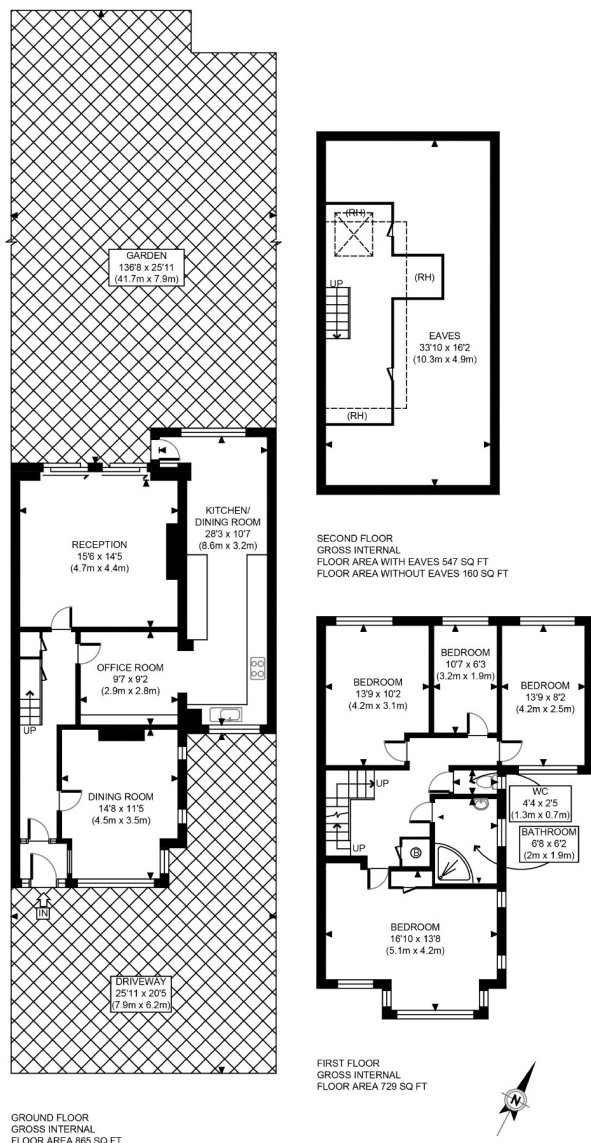 GARDEN
136'8 x 25'11
(41.7m x 7.9m)
KITCHEN/
DINING ROOM
28'3 x 10'7
(8.6m x 3.2m)
RECEPTION
15'6 x 14'5
(4.7m x 4.4m)
OFFICE ROOM
9'7 x 9'2
(2.9m x 2.8m)
UP
DINING ROOM
14'8 x 11'5
(4.5m x 3.5m)
IN
DRIVEWAY
25'11 x 20'5
(7.9m x 6.2m)
GROUND FLOOR
GROSS INTERNAL
FLOOR AREA 865 SQ FT
(RH)
(RH)
UP
EAVES
33'10 x 16'2
(10.3m x 4.9m)
(RH)
SECOND FLOOR
GROSS INTERNAL
FLOOR AREA WITH EAVES 547 SQ FT
FLOOR AREA WITHOUT EAVES 160 SQ FT
BEDROOM
13'9 x 10'2
(4.2m x 3.1m)
BEDROOM
10'7 x 6'3
(3.2m x 1.9m)
BEDROOM
13'9 x 8'2
(4.2m x 2.5m)
UP
WC
4'4 x 2'5
(1.3m x 0.7m)
BATHROOM
6'8 x 6'2
(2m x 1.9m)
UP
B
BEDROOM
16'10 x 13'8
(5.1m x 4.2m)
FIRST FLOOR
GROSS INTERNAL
FLOOR AREA 729 SQ FT
N